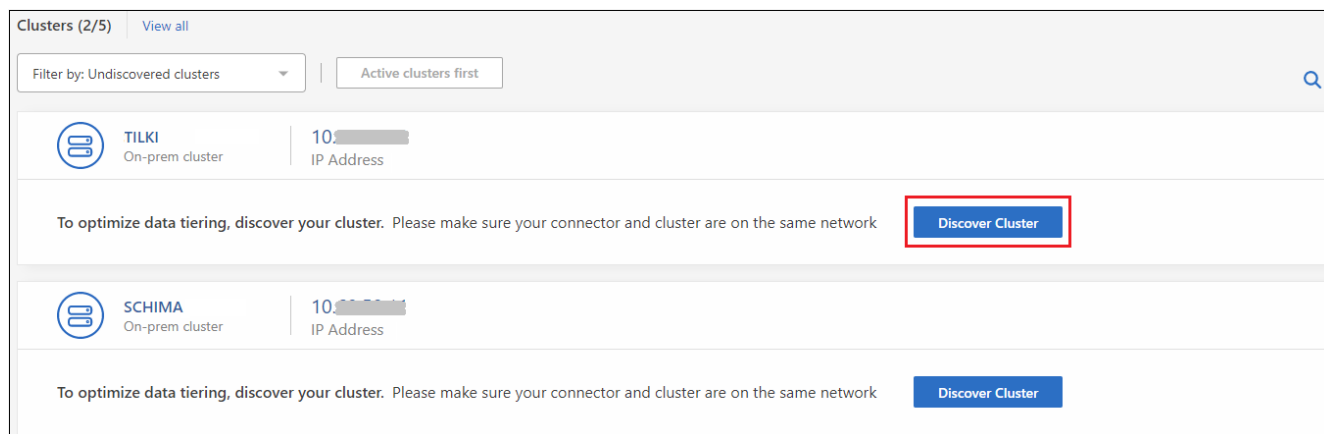 Clusters (2/5) View all
Filter by: Undiscovered clusters Active clusters first
TILKI 10.
On-prem cluster IP Address
To optimize data tiering, discover your cluster. Please make sure your connector and cluster are on the same network Discover Cluster
SCHIMA 10.
On-prem cluster IP Address
To optimize data tiering, discover your cluster. Please make sure your connector and cluster are on the same network Discover Cluster